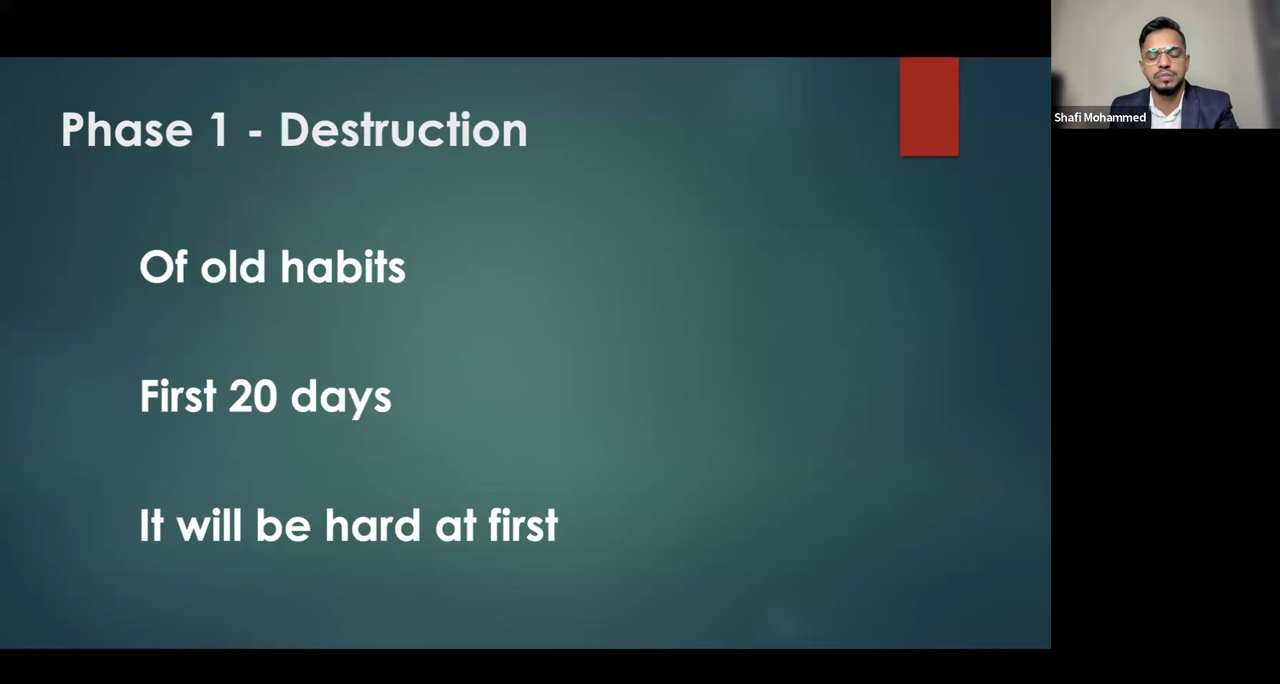 Phase 1 - Destruction
Of old habits
First 20 days
It will be hard at first
Shafi Mohammed